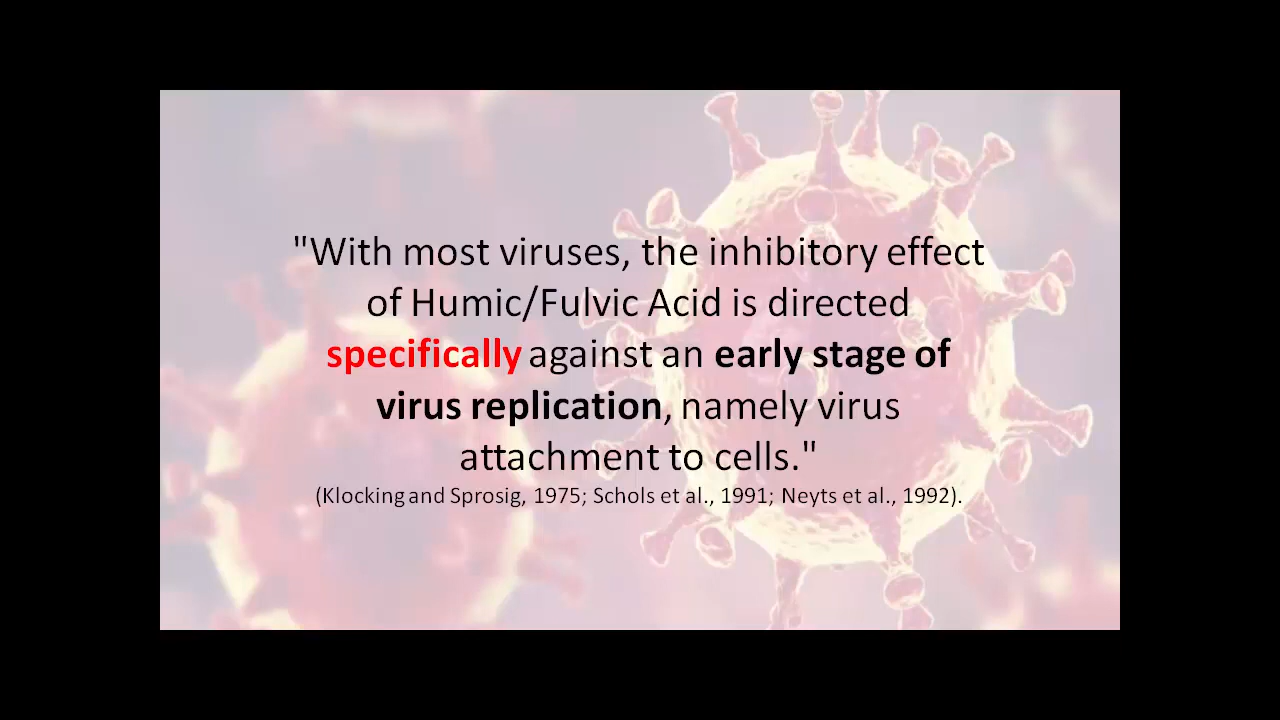 "With most viruses, the inhibitory effect
of Humic/Fulvic Acid is directed
specifically against an early stage of
virus replication, namely virus
attachment to cells."
(Klocking and Sprosig, 1975; Schols et al., 1991; Neyts et al., 1992).